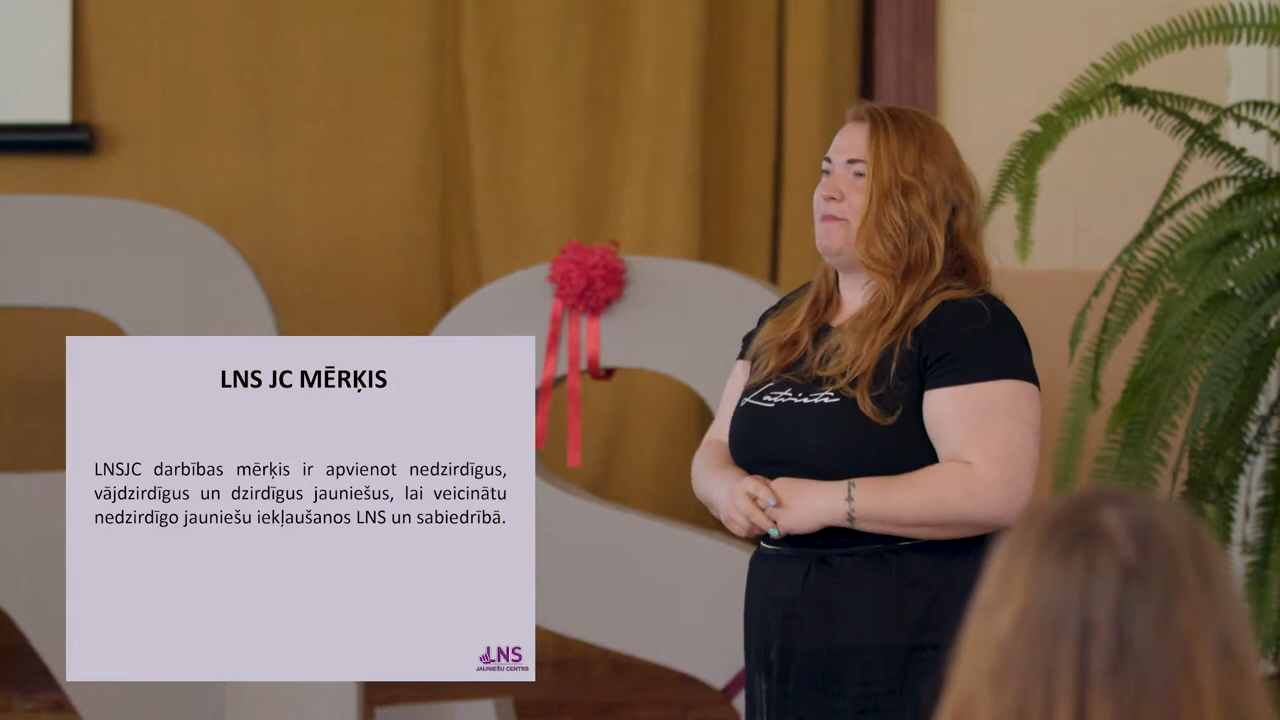 LNS JC MĒRĶIS
LNSJC darbības mērķis ir apvienot nedzirdīgus,
vājdzirdīgus un dzirdīgus jauniešus, lai veicinātu
nedzirdīgo jauniešu iekļaušanos LNS un sabiedrībā.
LNS
JAUNIEŠU CENTRS
Latviete